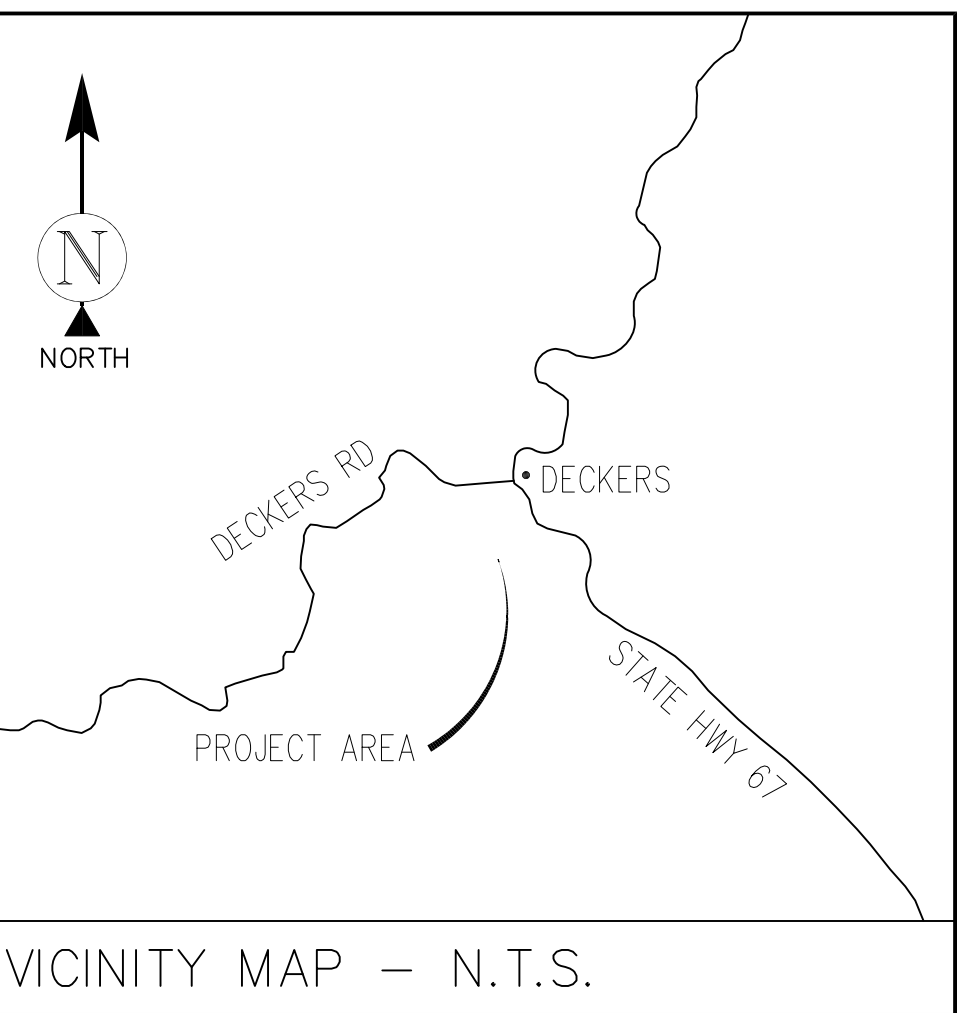 N
NORTH
DECKERS RD
DECKERS
STATE HWY 67
PROJECT AREA
VICINITY MAP – N.T.S.